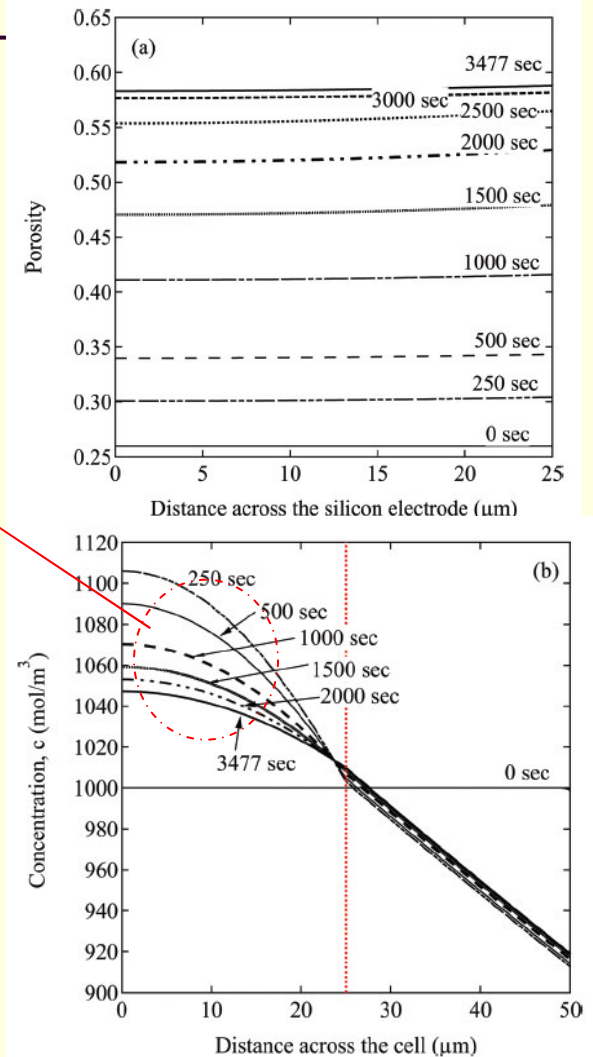 0.65
(a)
3477 sec
0.60
3000 sec
2500 sec
0.55
2000 sec
0.50
1500 sec
0.45
1000 sec
0.40
500 sec
0.35
250 sec
0.30
0 sec
0.25
0 5 10 15 20 25
Porosity
Distance across the silicon electrode (μm)
1120
(b)
1100
250 sec
1080
500 sec
1000 sec
1060
1500 sec
2000 sec
1040
3477 sec
1020
0 sec
1000
980
960
940
920
900
0 10 20 30 40 50
Concentration, c (mol/m³)
Distance across the cell (μm)